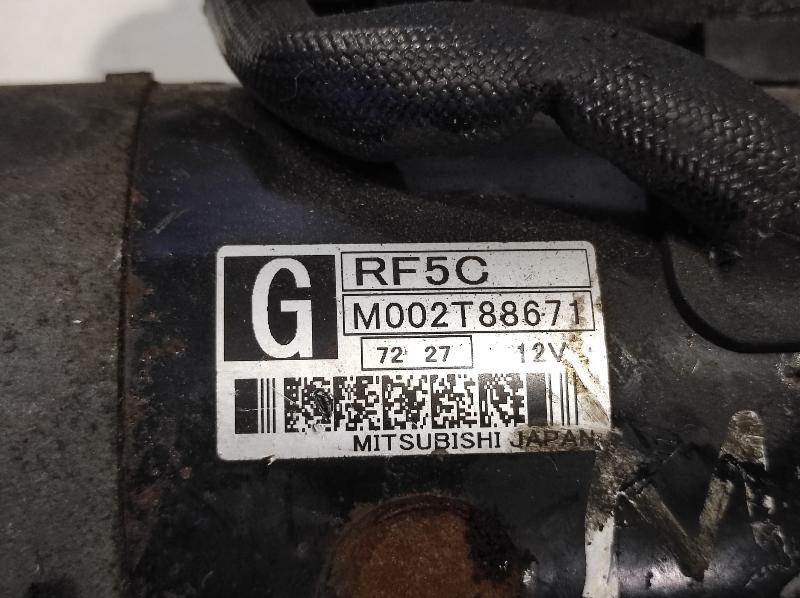 G
RF5C
M002T88671
72 27 12V
MITSUBISHI JAPAN